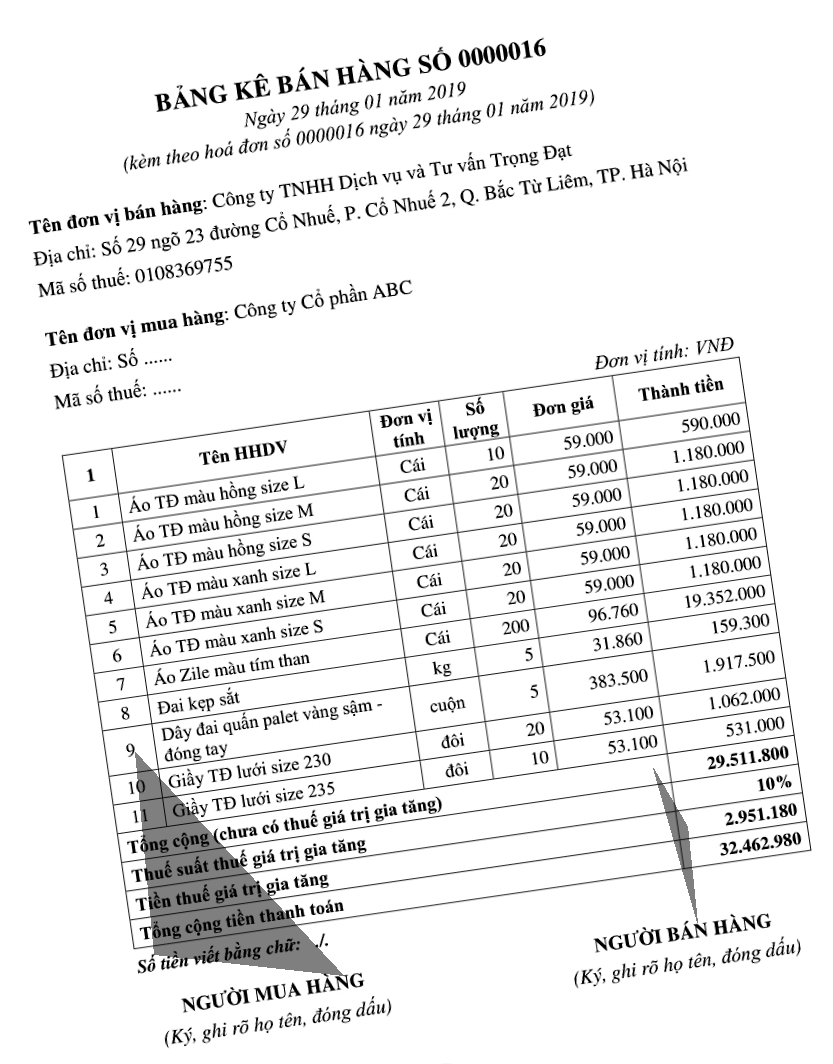 BẢNG KÊ BÁN HÀNG SỐ 0000016
Ngày 29 tháng 01 năm 2019
(kèm theo hoá đơn số 0000016 ngày 29 tháng 01 năm 2019)
Tên đơn vị bán hàng: Công ty TNHH Dịch vụ và Tư vấn Trọng Đạt
Địa chỉ: Số 29 ngõ 23 đường Cổ Nhuế, P. Cổ Nhuế 2, Q. Bắc Từ Liêm, TP. Hà Nội
Mã số thuế: 0108369755
Tên đơn vị mua hàng: Công ty Cổ phần ABC
Địa chỉ: Số ......
Mã số thuế: ......
Đơn vị tính: VNĐ
1 Tên HHDV Đơn vị tính Số lượng Đơn giá Thành tiền
1 Áo TĐ màu hồng size L Cái 10 59.000 590.000
2 Áo TĐ màu hồng size M Cái 20 59.000 1.180.000
3 Áo TĐ màu hồng size S Cái 20 59.000 1.180.000
4 Áo TĐ màu xanh size L Cái 20 59.000 1.180.000
5 Áo TĐ màu xanh size M Cái 20 59.000 1.180.000
6 Áo TĐ màu xanh size S Cái 20 59.000 1.180.000
7 Áo Zile màu tím than Cái 200 96.760 19.352.000
8 Đai kẹp sắt kg 5 31.860 159.300
9 Dây đai quấn palet vàng sậm - đóng tay cuộn 5 383.500 1.917.500
10 Giầy TĐ lưới size 230 đôi 20 53.100 1.062.000
11 Giầy TĐ lưới size 235 đôi 10 53.100 531.000
Tổng cộng (chưa có thuế giá trị gia tăng) 29.511.800
Thuế suất thuế giá trị gia tăng 10%
Tiền thuế giá trị gia tăng 2.951.180
Tổng cộng tiền thanh toán 32.462.980
Số tiền viết bằng chữ: ./.
NGƯỜI MUA HÀNG
(Ký, ghi rõ họ tên, đóng dấu)
NGƯỜI BÁN HÀNG
(Ký, ghi rõ họ tên, đóng dấu)